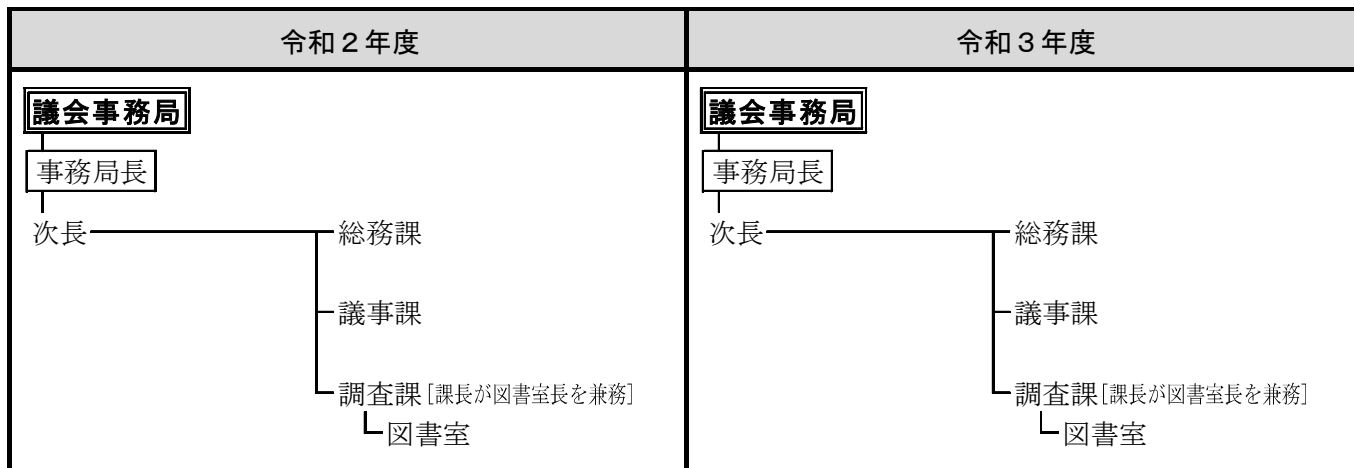 令和２年度
議会事務局
事務局長
次長
総務課
議事課
調査課[課長が図書室長を兼務]
図書室
令和３年度
議会事務局
事務局長
次長
総務課
議事課
調査課[課長が図書室長を兼務]
図書室